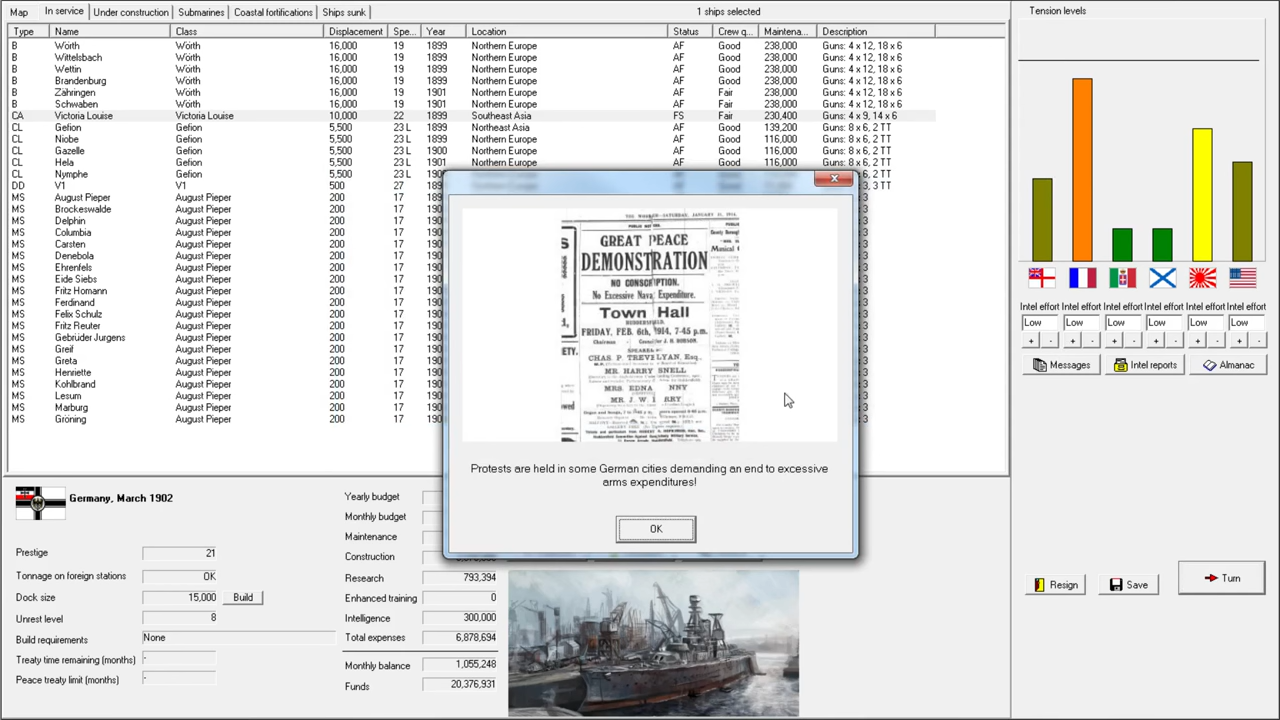 Map
In service
Under construction
Submarines
Coastal fortifications
Ships sunk
1 ships selected
Tension levels
Type Name Class Displacement Spe... Year Location Status Crew q... Maintena... Description
B Wörth Wörth 16,000 19 1899 Northern Europe AF Good 238,000 Guns: 4 x 12, 18 x 6
B Wittelsbach Wörth 16,000 19 1899 Northern Europe AF Good 238,000 Guns: 4 x 12, 18 x 6
B Wettin Wörth 16,000 19 1899 Northern Europe AF Good 238,000 Guns: 4 x 12, 18 x 6
B Brandenburg Wörth 16,000 19 1899 Northern Europe AF Good 238,000 Guns: 4 x 12, 18 x 6
B Zähringen Wörth 16,000 19 1901 Northern Europe AF Fair 238,000 Guns: 4 x 12, 18 x 6
B Schwaben Wörth 16,000 19 1901 Northern Europe AF Fair 238,000 Guns: 4 x 12, 18 x 6
CA Victoria Louise Victoria Louise 10,000 22 1899 Southeast Asia FS Fair 230,400 Guns: 4 x 9, 14 x 6
CL Gefion Gefion 5,500 23 L 1899 Northeast Asia AF Good 139,200 Guns: 8 x 6, 2 TT
CL Niobe Gefion 5,500 23 L 1899 Northern Europe AF Good 116,000 Guns: 8 x 6, 2 TT
CL Gazelle Gefion 5,500 23 L 1900 Northern Europe AF Good 116,000 Guns: 8 x 6, 2 TT
CL Hela Gefion 5,500 23 L 1901 Northern Europe AF Good 116,000 Guns: 8 x 6, 2 TT
CL Nymphe Gefion 5,500 23 L
DD V1 V1 500 27 , 3 TT
MS August Pieper August Pieper 200 17
MS Brockeswalde August Pieper 200 17
MS Delphin August Pieper 200 17
MS Columbia August Pieper 200 17
MS Carsten August Pieper 200 17
MS Denebola August Pieper 200 17
MS Ehrenfels August Pieper 200 17
MS Eide Siebs August Pieper 200 17
MS Fritz Homann August Pieper 200 17
MS Ferdinand August Pieper 200 17
MS Felix Schulz August Pieper 200 17
MS Fritz Reuter August Pieper 200 17
MS Gebrüder Jurgens August Pieper 200 17
MS Greif August Pieper 200 17
MS Greta August Pieper 200 17
MS Henriette August Pieper 200 17
MS Kohlbrand August Pieper 200 17
MS Lesum August Pieper 200 17
MS Marburg August Pieper 200 17
MS Gröning August Pieper 200 17
GREAT PEACE
DEMONSTRATION
NO CONSCRIPTION.
Town Hall
FRIDAY, FEB. 1914, 7-45 p.m.
CHAS. P. TREVELYAN, Esq.,
MR. HARRY SNELL
MRS. EDNA
MR. J. W
Protests are held in some German cities demanding an end to excessive
arms expenditures!
OK
Intel effort Intel effort Intel effort Intel effort Intel effort Intel effort
Low Low Low Low Low Low
+ - + - + - + - + - + -
Messages
Intel reports
Almanac
Germany, March 1902
Prestige 21
Tonnage on foreign stations OK
Dock size 15,000 Build
Unrest level 8
Build requirements None
Treaty time remaining (months) -
Peace treaty limit (months) -
Yearly budget
Monthly budget
Maintenance
Construction
Research 793,394
Enhanced training 0
Intelligence 300,000
Total expenses 6,878,694
Monthly balance 1,055,248
Funds 20,376,931
Resign
Save
Turn